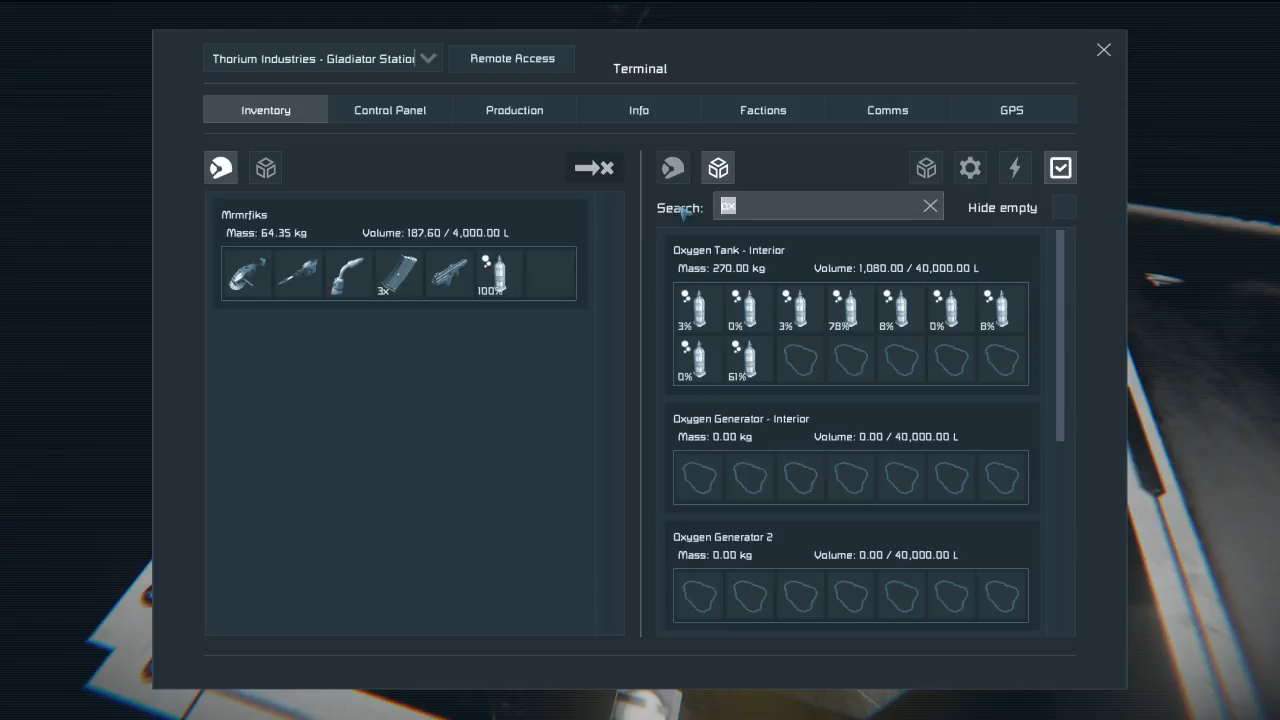 Thorium Industries - Gladiator Station
Remote Access
Terminal
Inventory
Control Panel
Production
Info
Factions
Comms
GPS
Search:
ox
Hide empty
Mrmrfiks
Mass: 64.35 kg
Volume: 187.60 / 4,000.00 L
3x
100%
Oxygen Tank - Interior
Mass: 270.00 kg
Volume: 1,080.00 / 40,000.00 L
3%
0%
3%
78%
8%
0%
8%
0%
61%
Oxygen Generator - Interior
Mass: 0.00 kg
Volume: 0.00 / 40,000.00 L
Oxygen Generator 2
Mass: 0.00 kg
Volume: 0.00 / 40,000.00 L